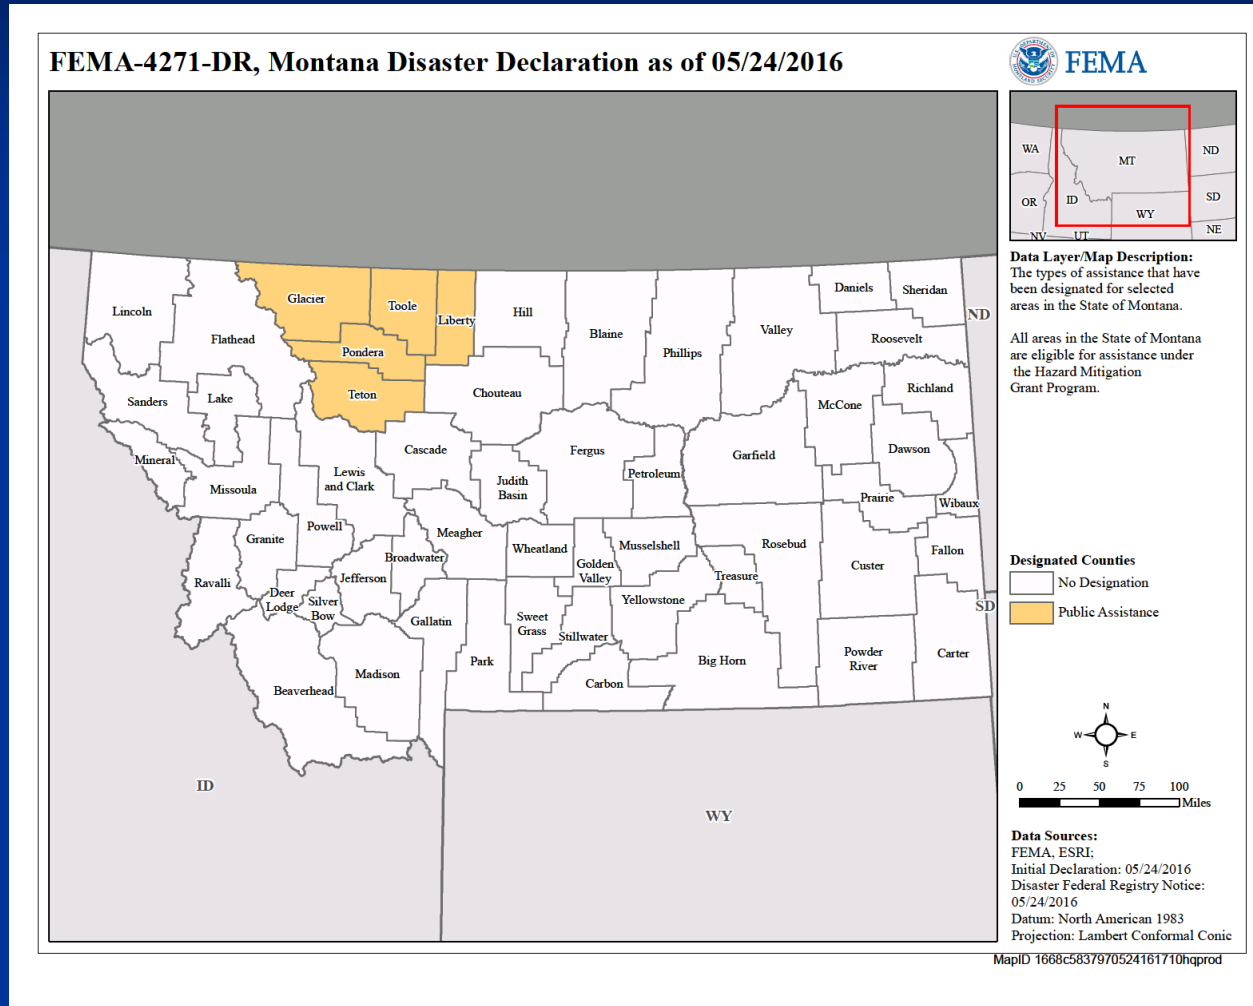 FEMA-4271-DR, Montana Disaster Declaration as of 05/24/2016
U.S. DEPARTMENT OF HOMELAND SECURITY
FEMA
WA
MT
ND
OR
ID
SD
WY
NV
UT
NE
Data Layer/Map Description:
The types of assistance that have
been designated for selected
areas in the State of Montana.
All areas in the State of Montana
are eligible for assistance under
the Hazard Mitigation
Grant Program.
Lincoln
Flathead
Glacier
Toole
Liberty
Hill
Blaine
Phillips
Valley
Daniels
Sheridan
Roosevelt
ND
Pondera
Teton
Chouteau
Sanders
Lake
McCone
Richland
Mineral
Missoula
Lewis
and Clark
Cascade
Judith
Basin
Fergus
Petroleum
Garfield
Dawson
Prairie
Wibaux
Granite
Powell
Meagher
Broadwater
Jefferson
Wheatland
Golden
Valley
Musselshell
Rosebud
Treasure
Custer
Fallon
Ravalli
Deer
Lodge
Silver
Bow
Gallatin
Sweet
Grass
Stillwater
Yellowstone
SD
Beaverhead
Madison
Park
Carbon
Big Horn
Powder
River
Carter
ID
WY
Designated Counties
No Designation
Public Assistance
N
W
E
S
0 25 50 75 100
Miles
Data Sources:
FEMA, ESRI;
Initial Declaration: 05/24/2016
Disaster Federal Registry Notice:
05/24/2016
Datum: North American 1983
Projection: Lambert Conformal Conic
MapID 1668c5837970524161710hqprod